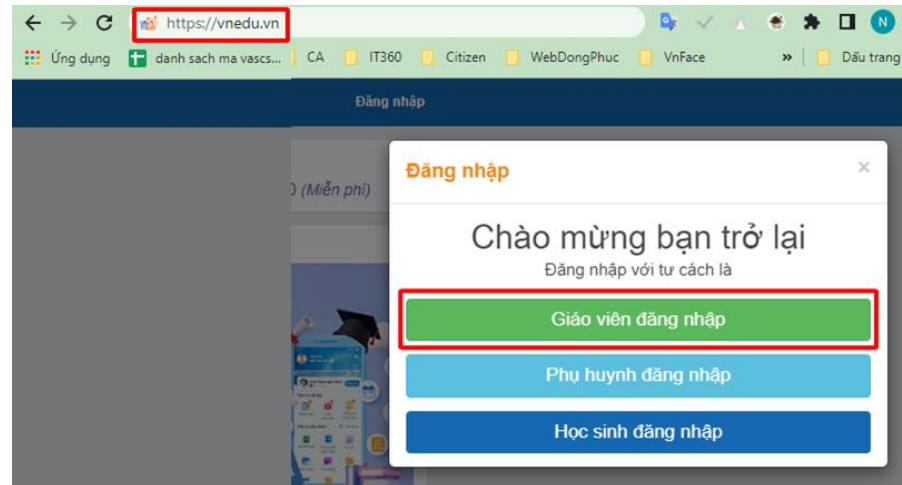 https://vnedu.vn
N
Ứng dụng danh sach ma vascs... CA IT360 Citizen WebDongPhuc VnFace » Dấu trang
Đăng nhập
(Miễn phí)
Đăng nhập ×
Chào mừng bạn trở lại
Đăng nhập với tư cách là
Giáo viên đăng nhập
Phụ huynh đăng nhập
Học sinh đăng nhập